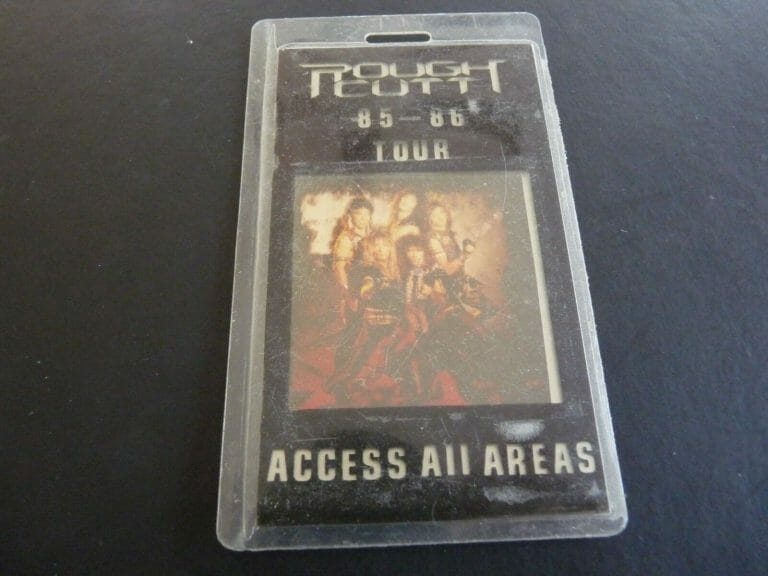 ROUGH
CUTT
85-86
TOUR
ACCESS All AREAS